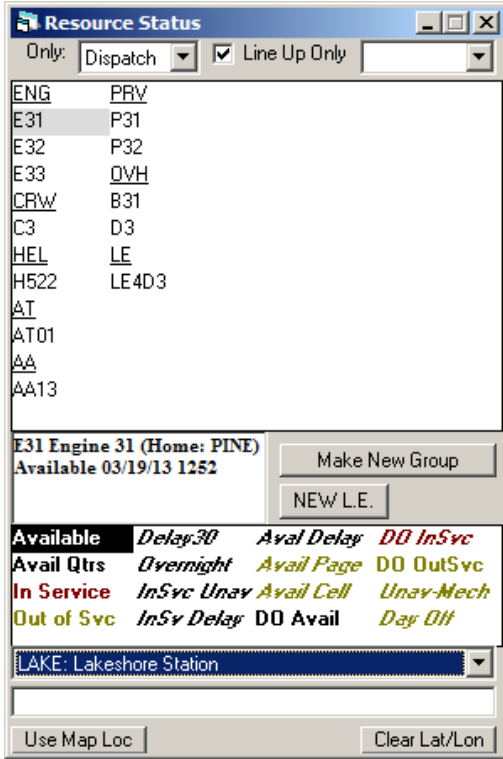 Resource Status
Only: Dispatch Line Up Only
ENG PRV
E31 P31
E32 P32
E33 OVH
CRW B31
C3 D3
HEL LE
H522 LE4D3
AT
AT01
AA
AA13
E31 Engine 31 (Home: PINE)
Available 03/19/13 1252
Make New Group
NEW L.E.
Available Delay30 Aval Delay DO InSvc
Avail Qtrs Overnight Avail Page DO OutSvc
In Service InSvc Unav Avail Cell Unav-Mech
Out of Svc InSv Delay DO Avail Day Off
LAKE: Lakeshore Station
Use Map Loc Clear Lat/Lon